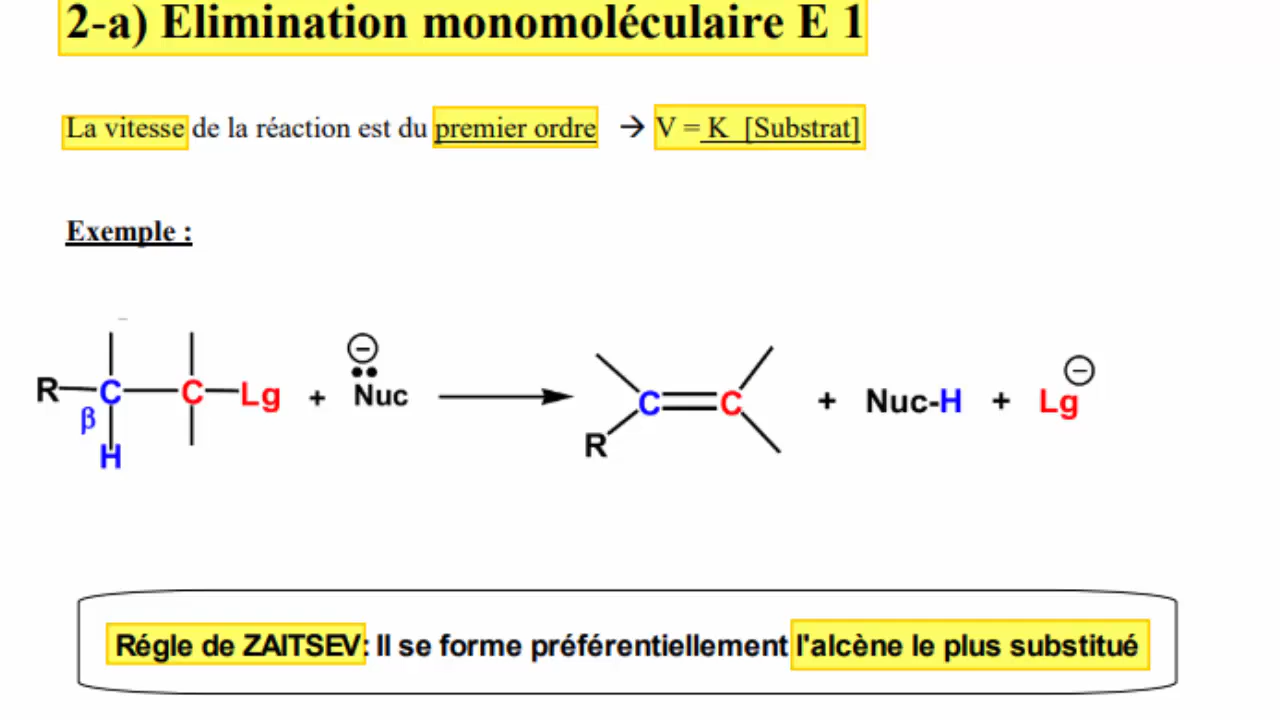 2-a) Elimination monomoléculaire E 1
La vitesse de la réaction est du premier ordre → V = K [Substrat]
Exemple :
R C C Lg + Nuc C C + Nuc-H + Lg
β
H R
Régle de ZAITSEV: Il se forme préférentiellement l'alcène le plus substitué